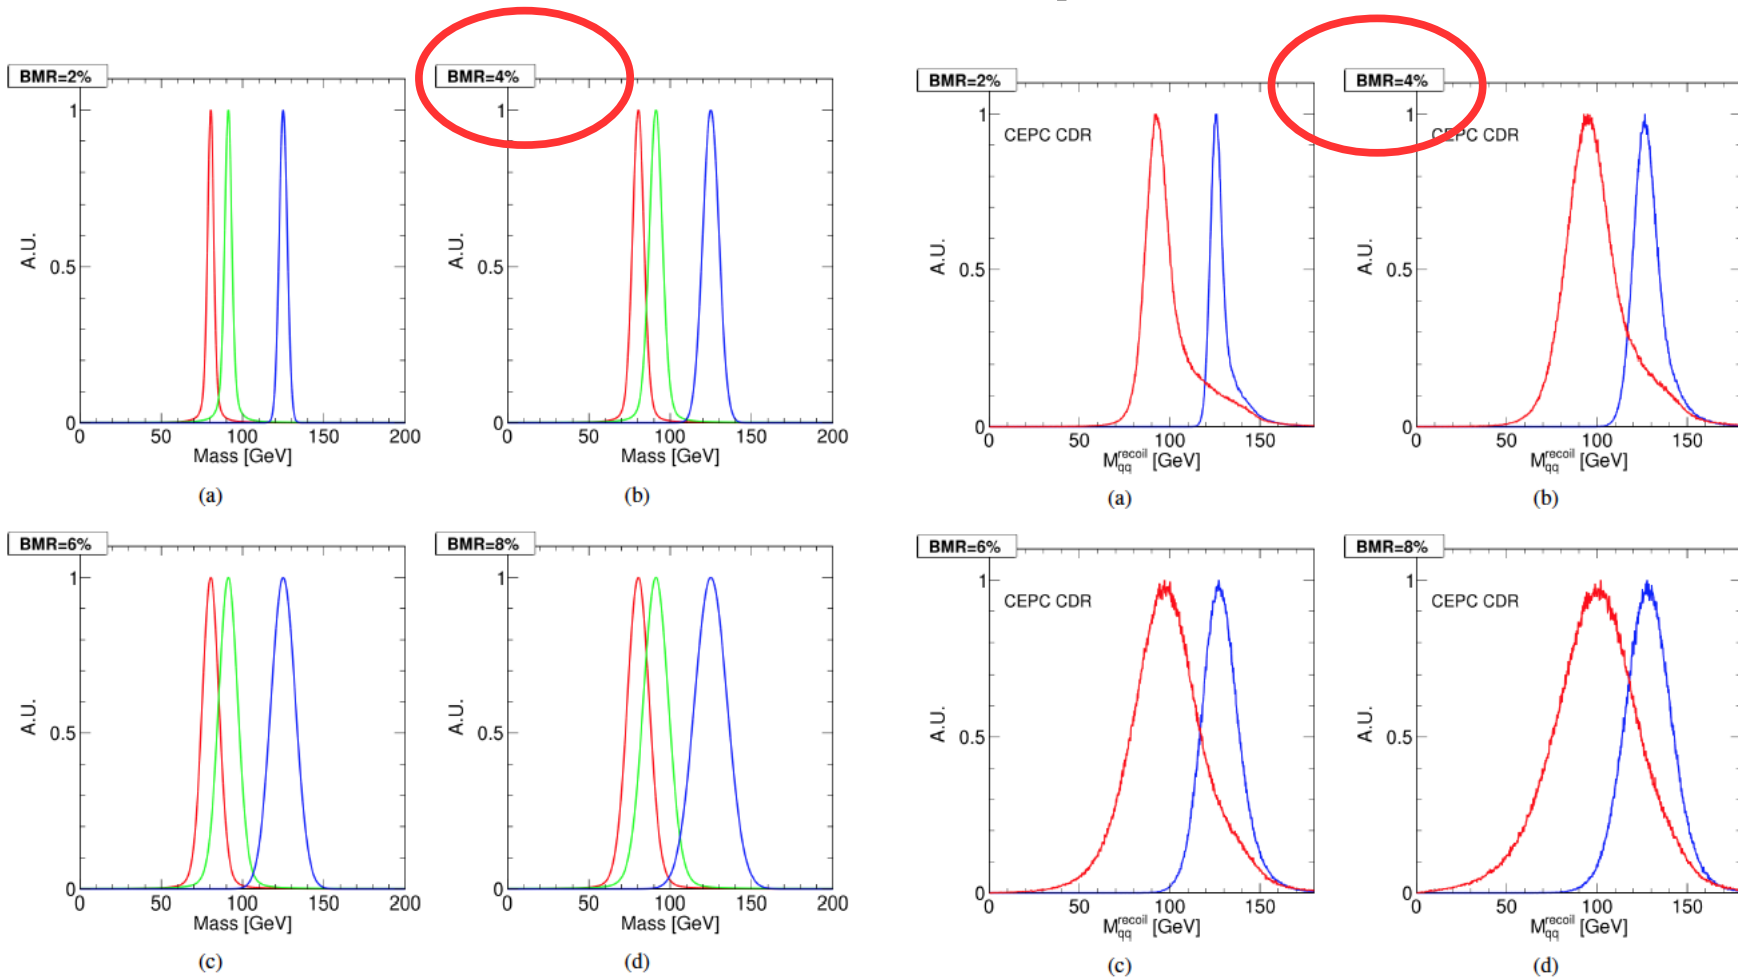 BMR=2%
1
0.5
0
A.U.
0 50 100 150 200
Mass [GeV]
(a)
BMR=4%
1
0.5
0
A.U.
0 50 100 150 200
Mass [GeV]
(b)
BMR=2%
CEPC CDR
1
0.5
0
A.U.
0 50 100 150
M_qq^recoil [GeV]
(a)
BMR=4%
CEPC CDR
1
0.5
0
A.U.
0 50 100 150
M_qq^recoil [GeV]
(b)
BMR=6%
1
0.5
0
A.U.
0 50 100 150 200
Mass [GeV]
(c)
BMR=8%
1
0.5
0
A.U.
0 50 100 150 200
Mass [GeV]
(d)
BMR=6%
CEPC CDR
1
0.5
0
A.U.
0 50 100 150
M_qq^recoil [GeV]
(c)
BMR=8%
CEPC CDR
1
0.5
0
A.U.
0 50 100 150
M_qq^recoil [GeV]
(d)